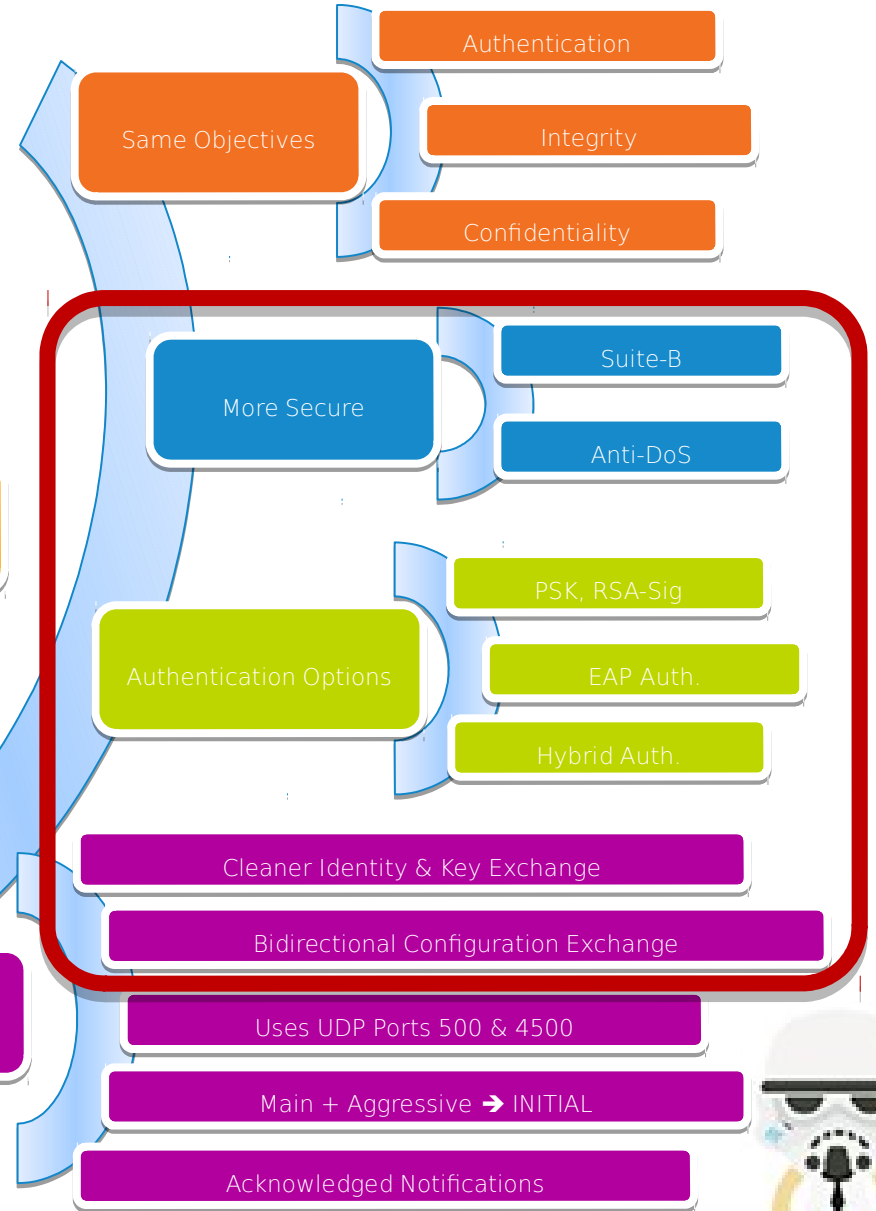 Authentication
Same Objectives
Integrity
Confidentiality
Suite-B
More Secure
Anti-DoS
PSK, RSA-Sig
Authentication Options
EAP Auth.
Hybrid Auth.
Cleaner Identity & Key Exchange
Bidirectional Configuration Exchange
Uses UDP Ports 500 & 4500
Main + Aggressive ➔ INITIAL
Acknowledged Notifications